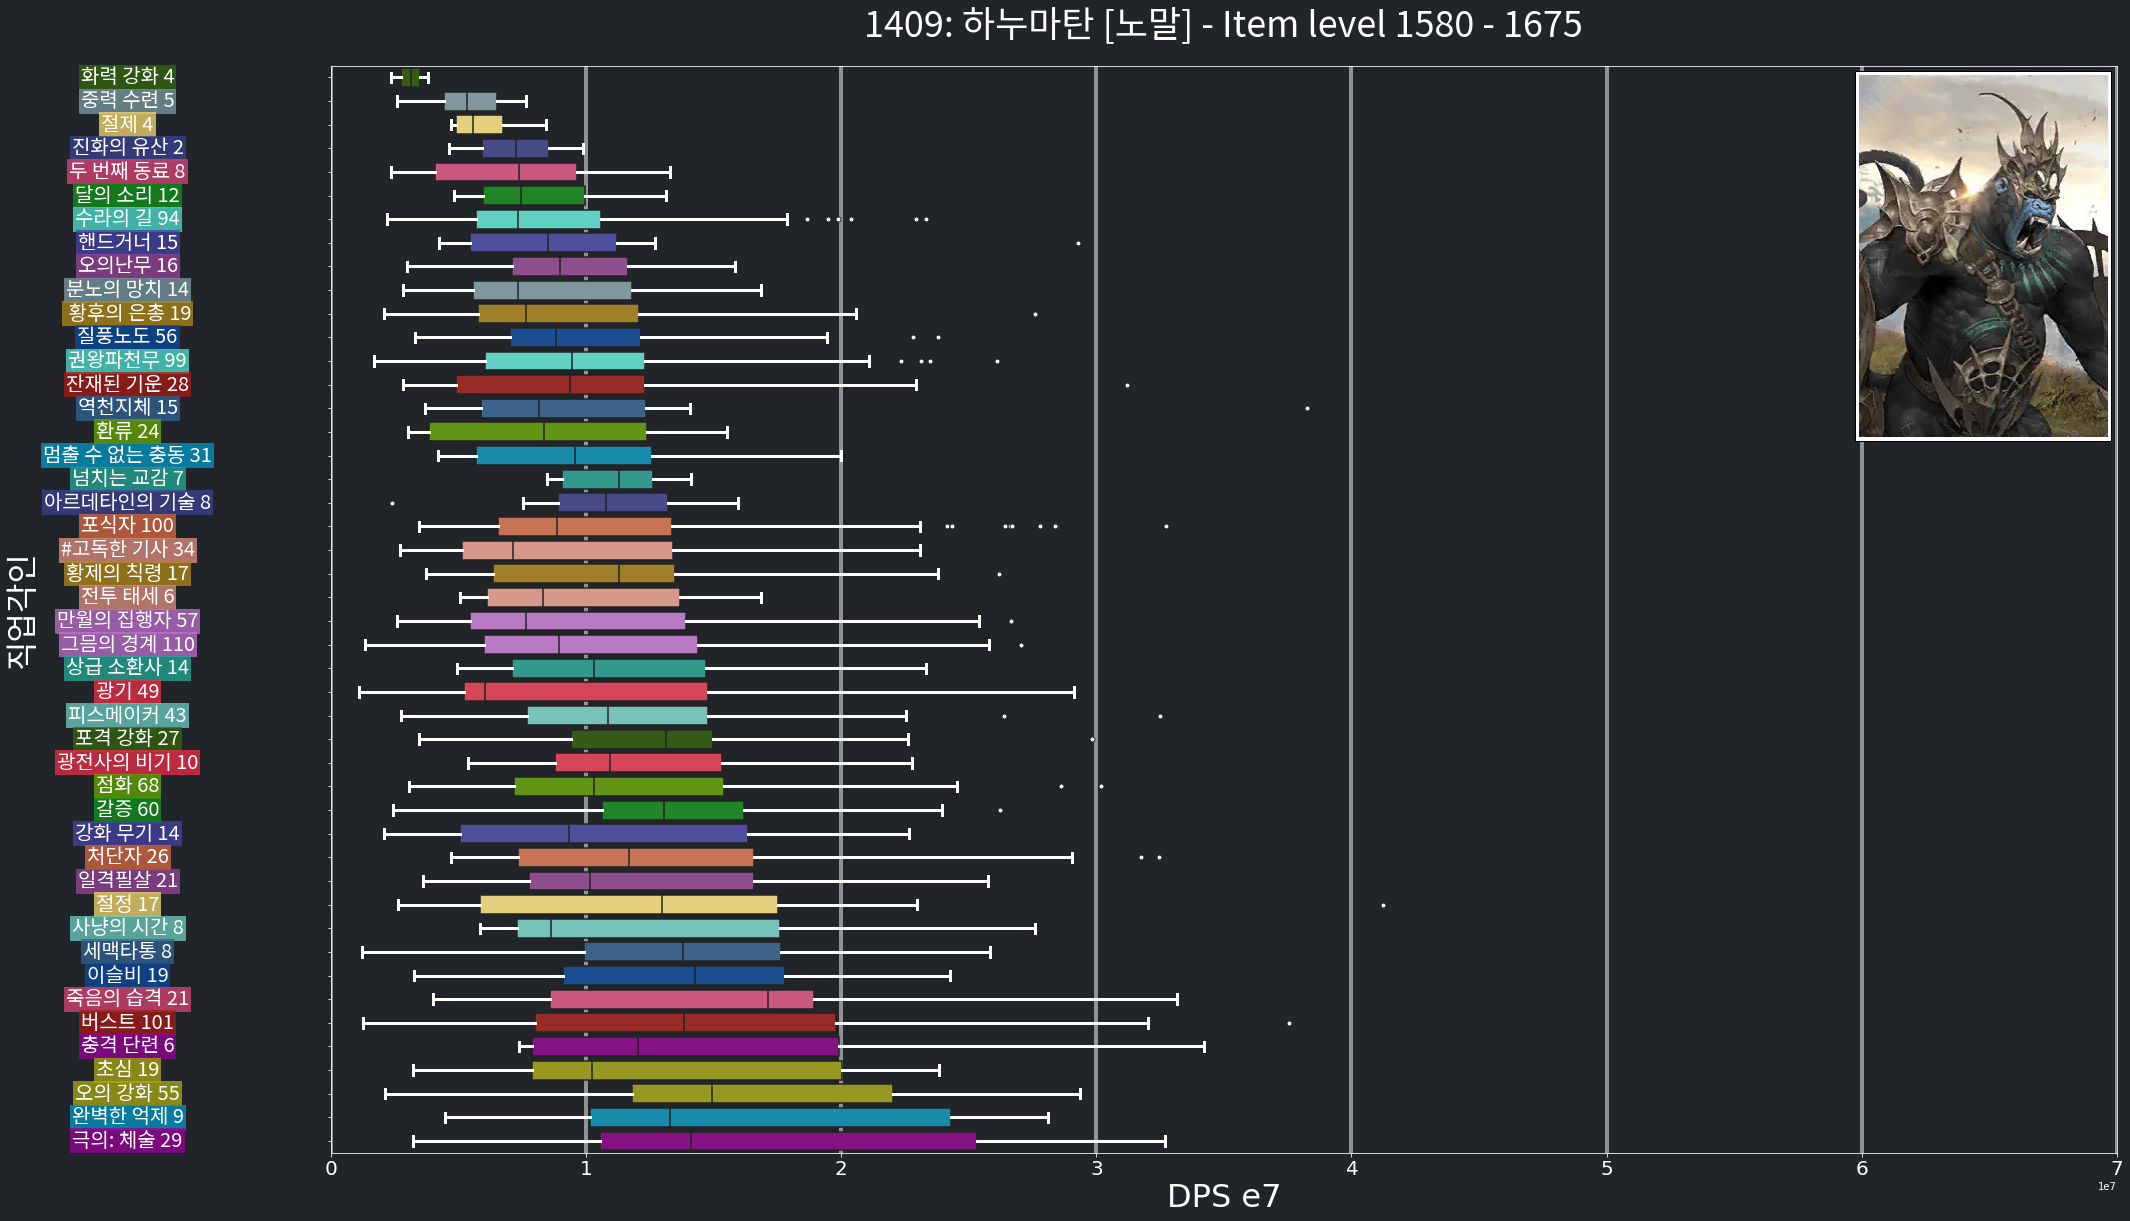 1409: 하누마탄 [노말] - Item level 1580 - 1675
화력 강화 4
중력 수련 5
절제 4
진화의 유산 2
두 번째 동료 8
달의 소리 12
수라의 길 94
핸드거너 15
오의난무 16
분노의 망치 14
황후의 은총 19
질풍노도 56
권왕파천무 99
잔재된 기운 28
역천지체 15
환류 24
멈출 수 없는 충동 31
넘치는 교감 7
아르데타인의 기술 8
포식자 100
#고독한 기사 34
황제의 칙령 17
전투 태세 6
만월의 집행자 57
그믐의 경계 110
상급 소환사 14
광기 49
피스메이커 43
포격 강화 27
광전사의 비기 10
점화 68
갈증 60
강화 무기 14
처단자 26
일격필살 21
절정 17
사냥의 시간 8
세맥타통 8
이슬비 19
죽음의 습격 21
버스트 101
충격 단련 6
초심 19
오의 강화 55
완벽한 억제 9
극의: 체술 29
직업각인
0 1 2 3 4 5 6 7
1e7
DPS e7